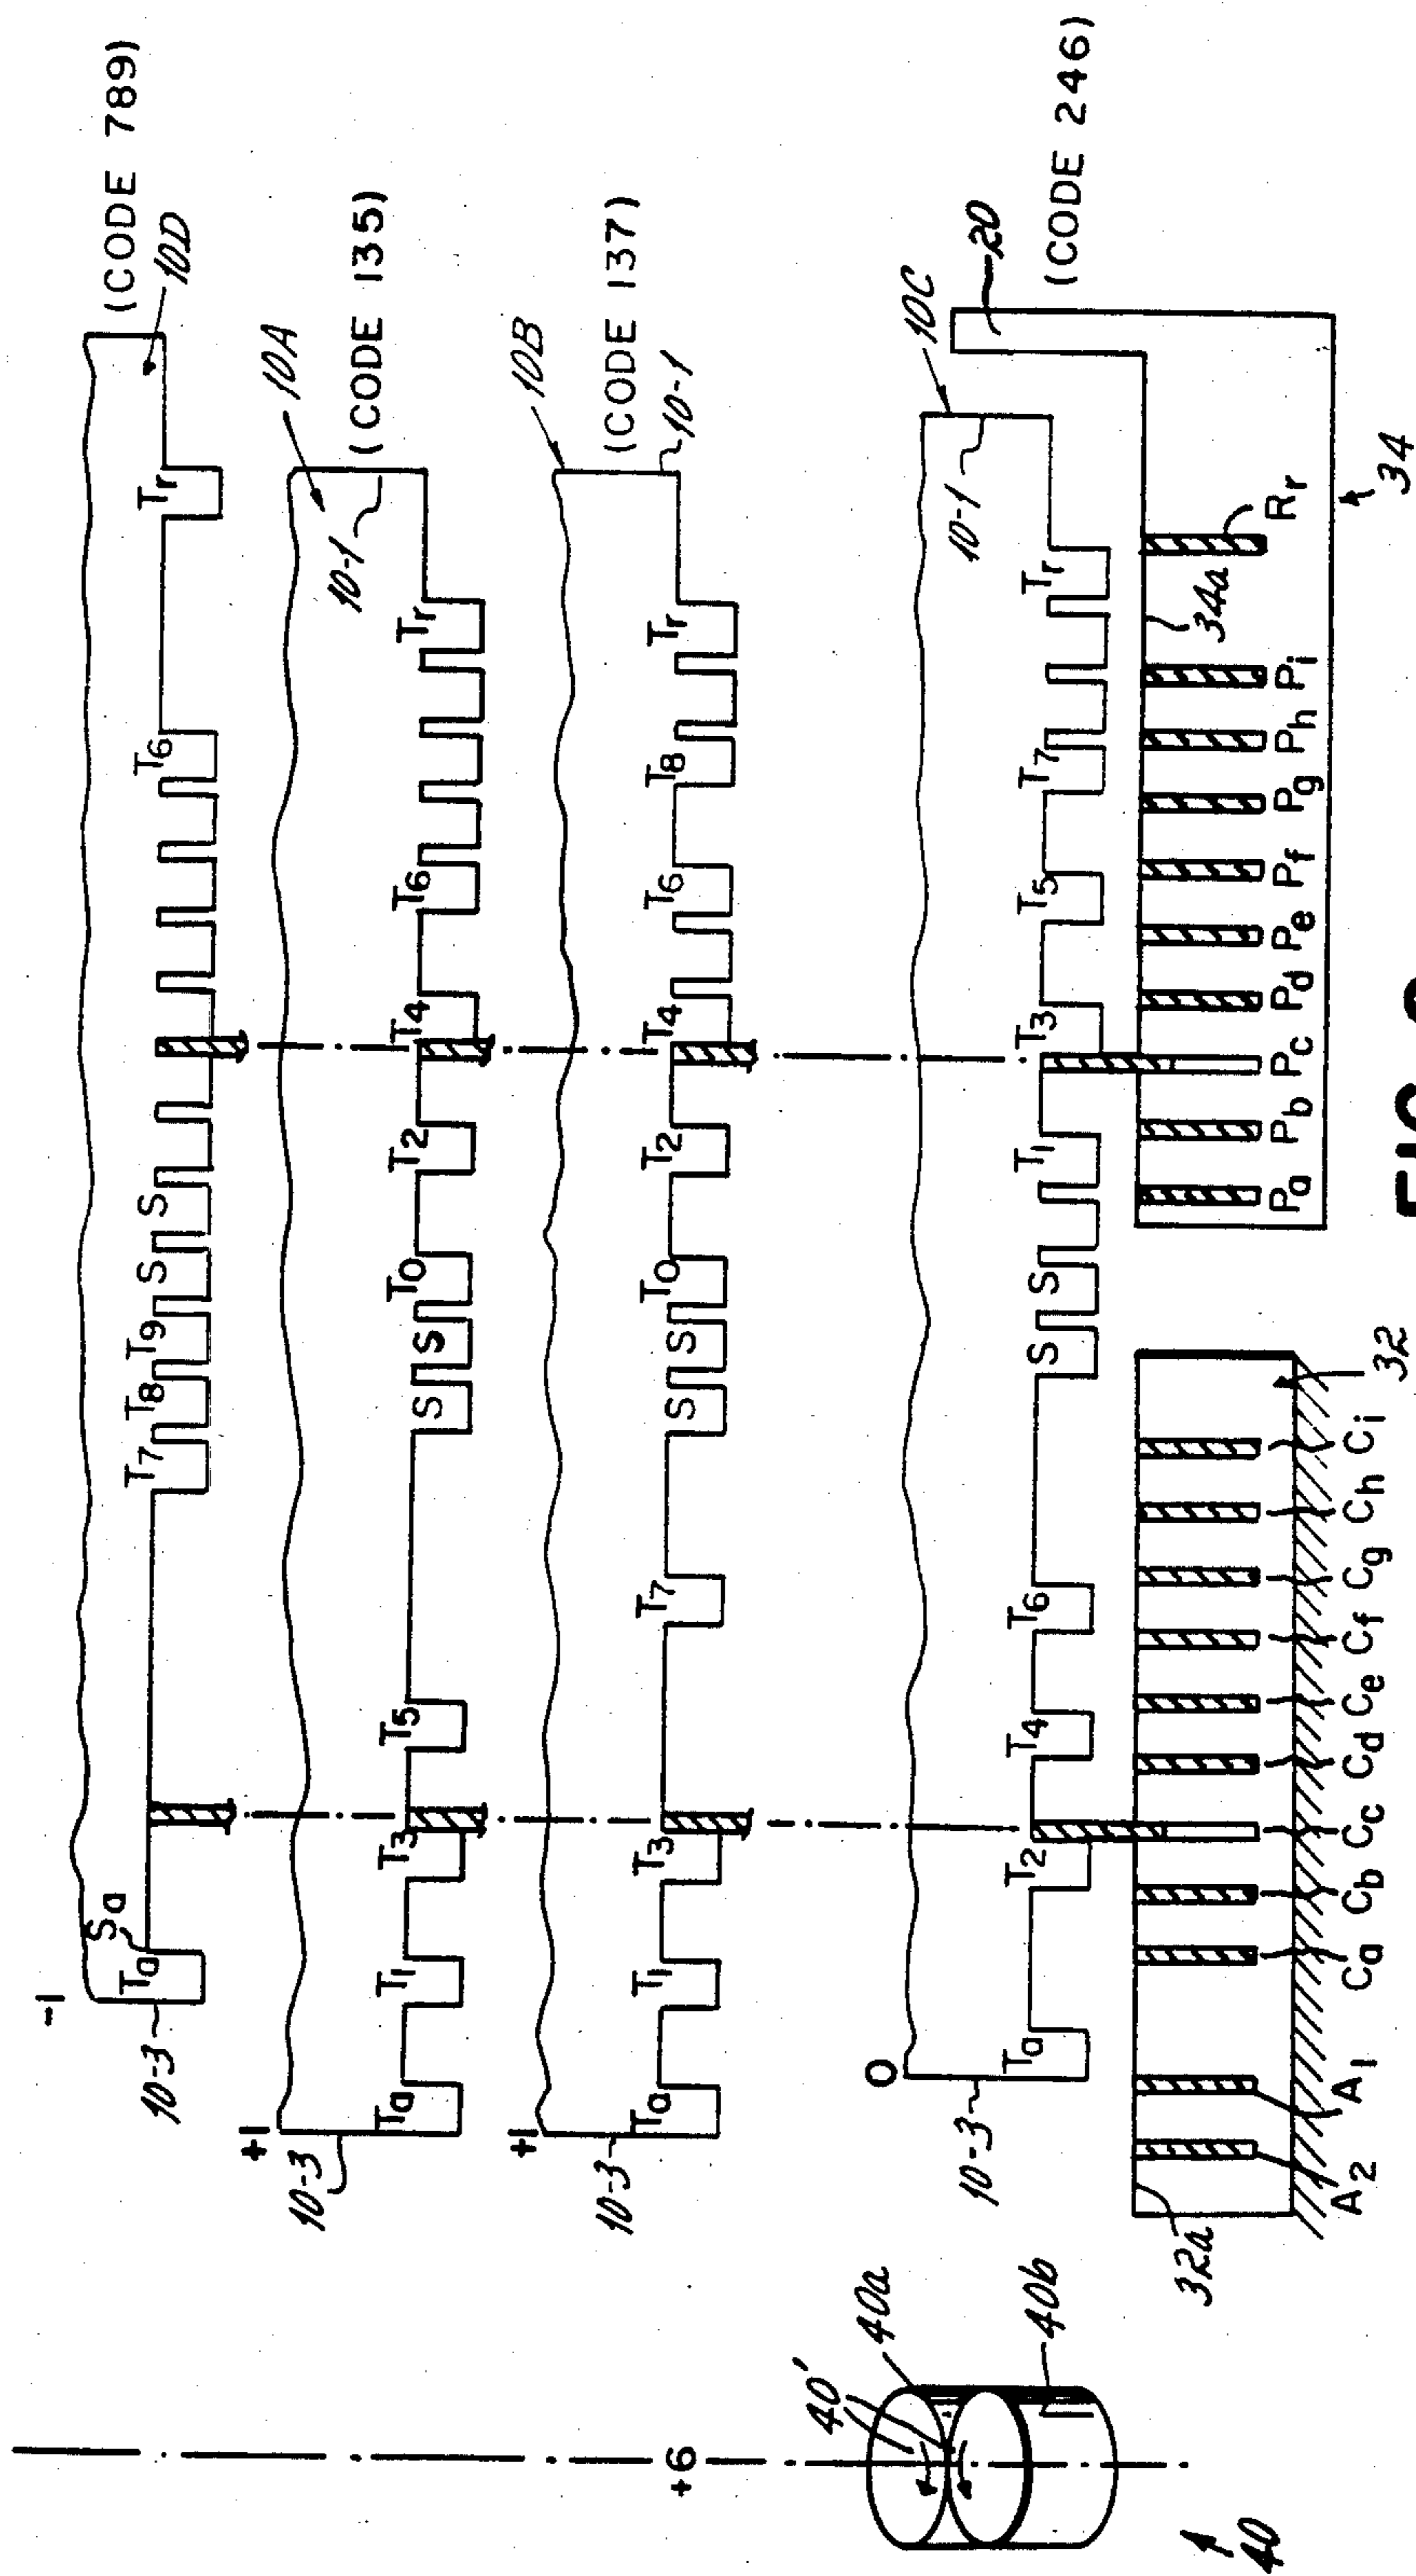 (CODE 789)
10D
-1
Sa
Ta
T7 T8 T9 S S T6 Tr
10-3
(CODE 135)
10A
10-1
+1
Ta T1 T3 T5 S S T0 T2 T4 T6 Tr
10-3
(CODE 137)
10B
10-1
+1
Ta T1 T3 T7 S S T0 T2 T4 T6 T8 Tr
10-3
(CODE 246)
10C
20
10-1
0
Ta T2 T4 T6 S S T1 T3 T5 T7 Tr
10-3
+6
40'
40a
40b
40
32a
A2 A1 Ca Cb Cc Cd Ce Cf Cg Ch Ci
32
34a
Pa Pb Pc Pd Pe Pf Pg Ph Pi Rr
34